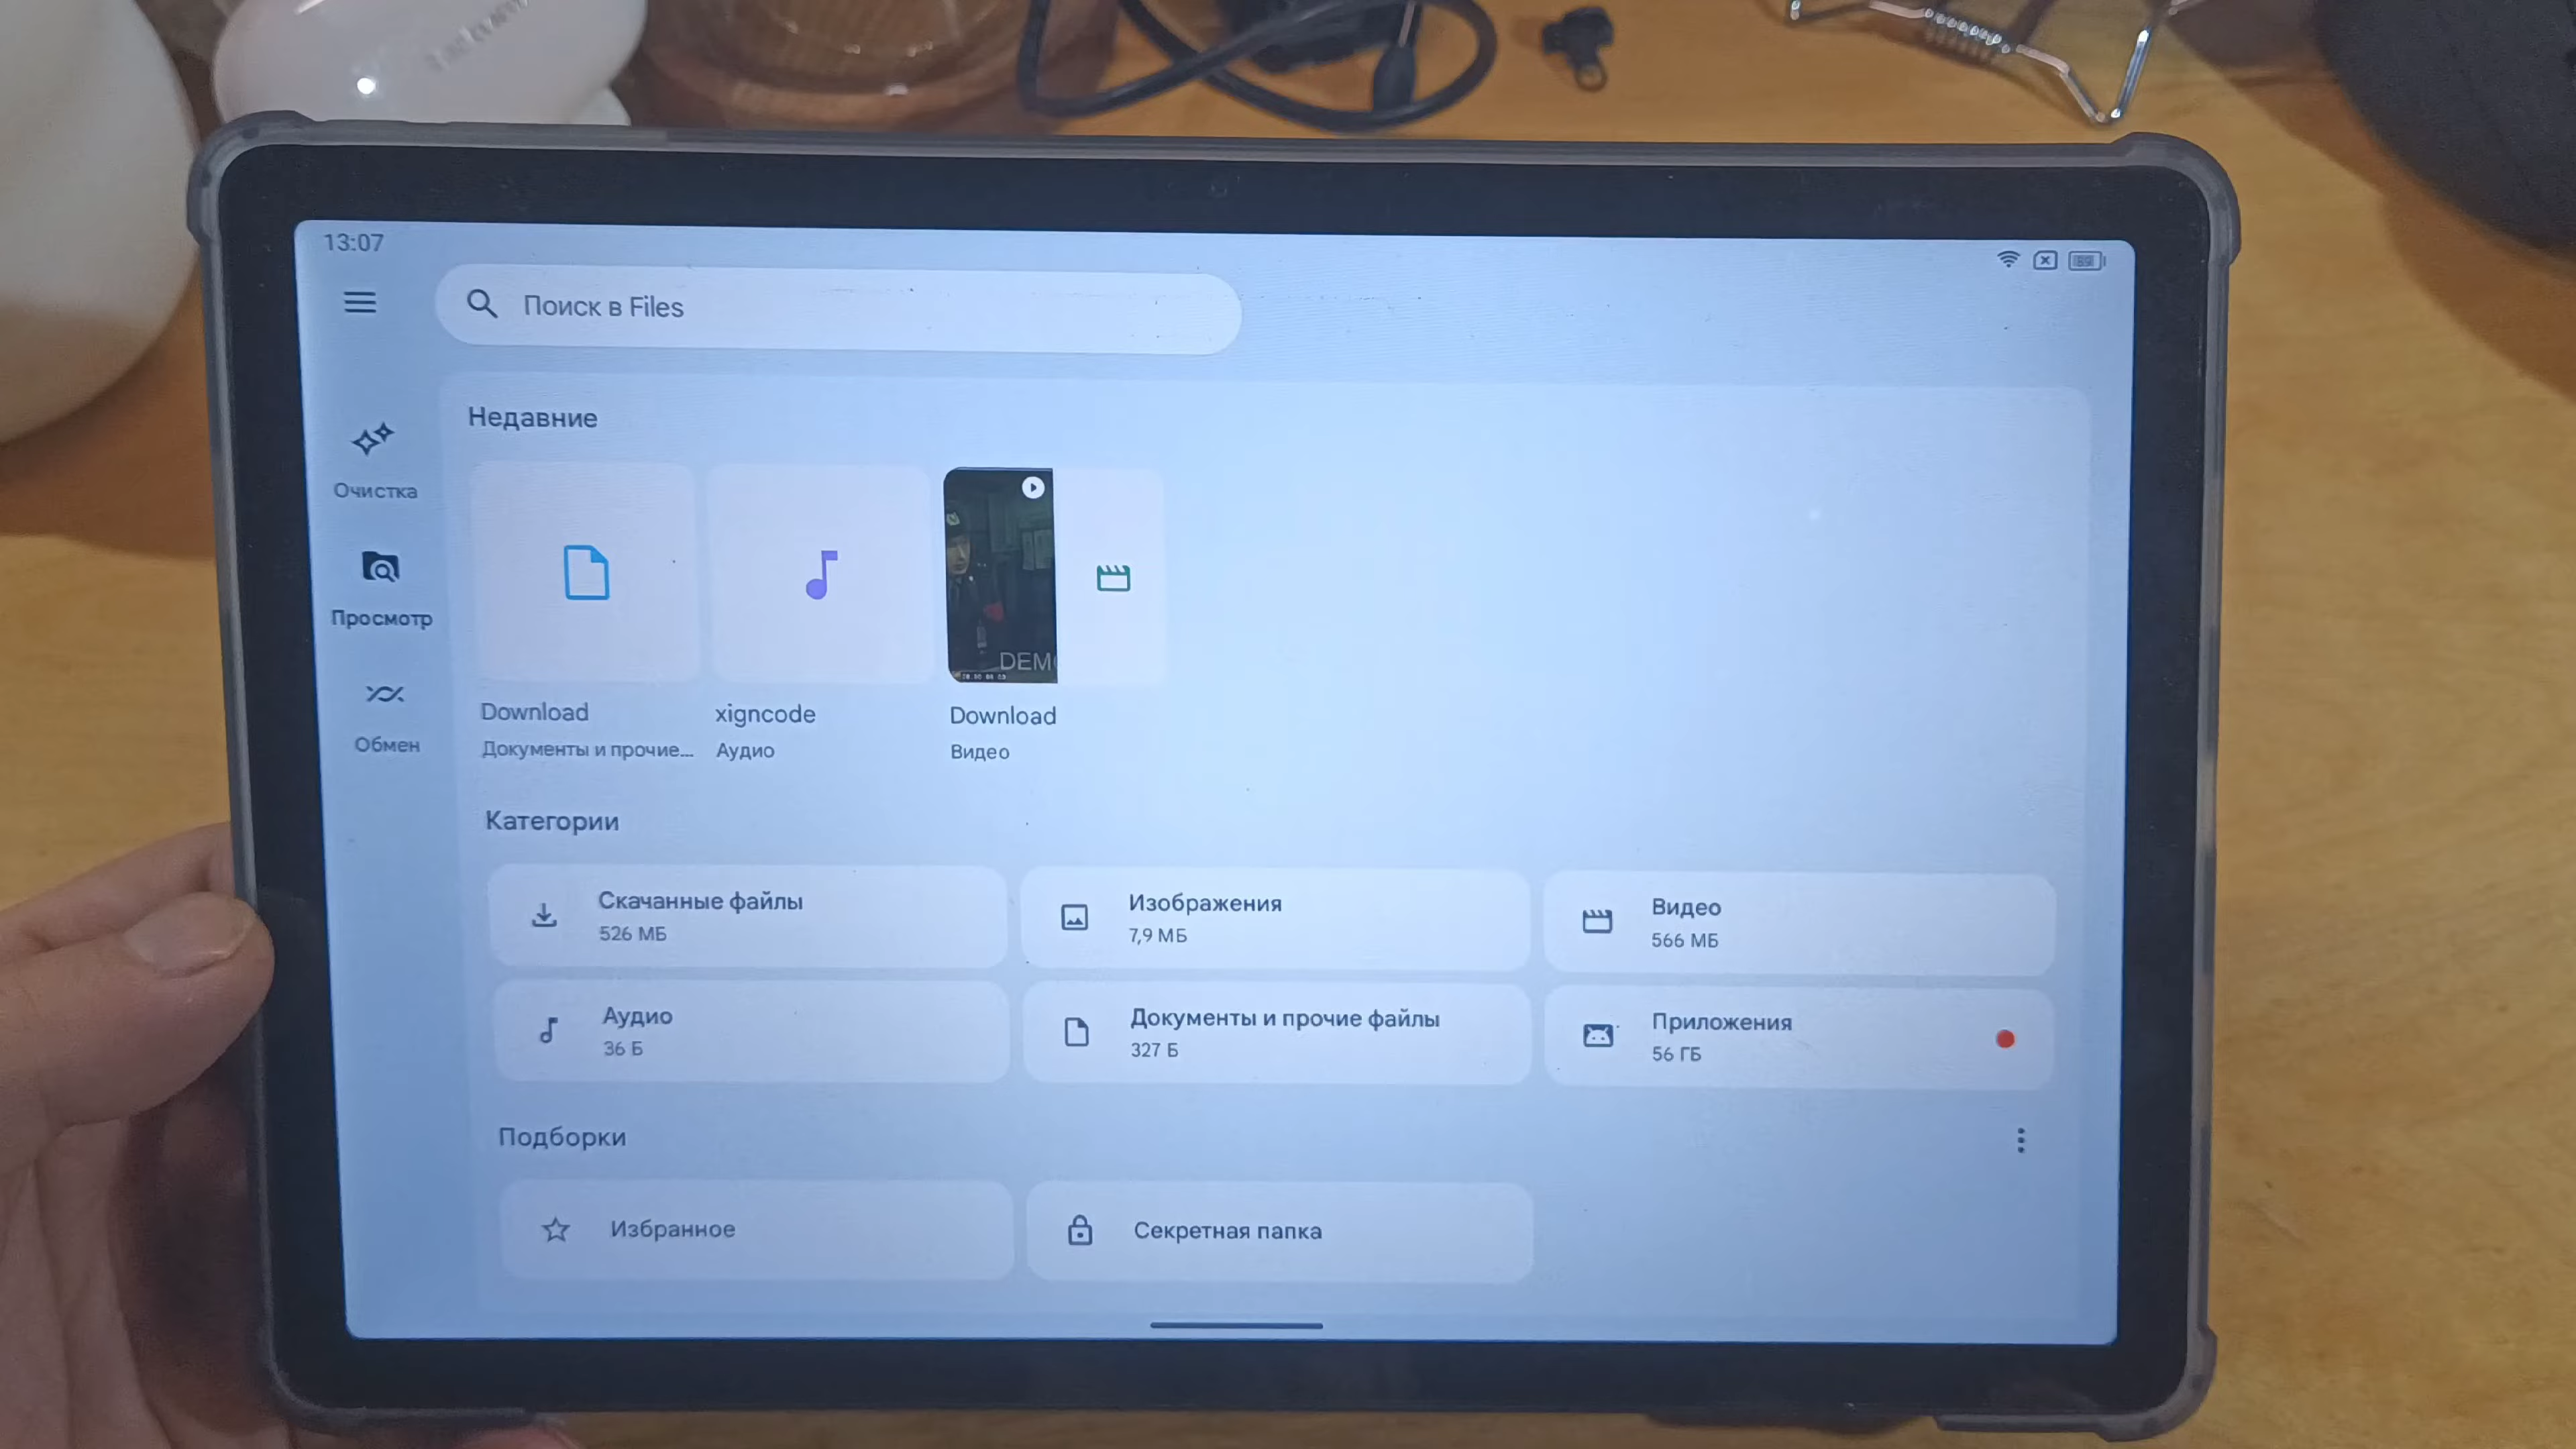 13:07
89
Поиск в Files
Недавние
Очистка
Просмотр
Обмен
DEM
Download
Документы и прочие...
xigncode
Аудио
Download
Видео
Категории
Скачанные файлы
526 МБ
Изображения
7,9 МБ
Видео
566 МБ
Аудио
36 Б
Документы и прочие файлы
327 Б
Приложения
56 ГБ
Подборки
Избранное
Секретная папка